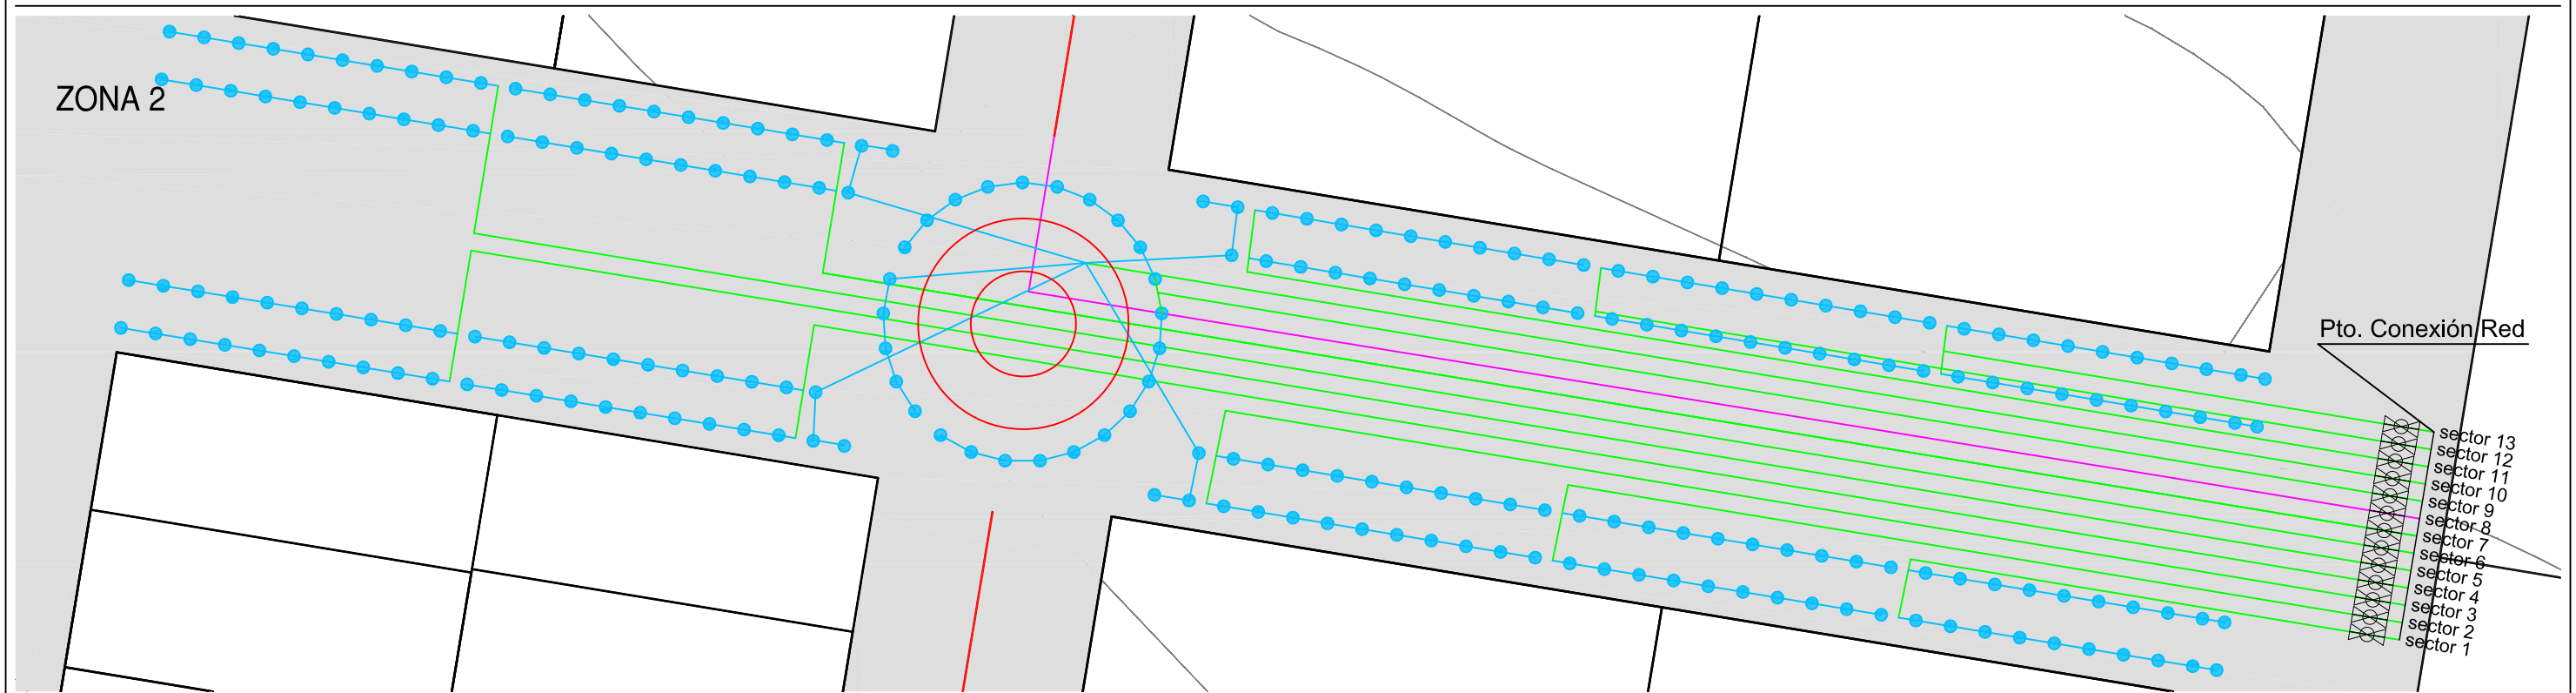 ZONA 2
Pto. Conexión Red
sector 13
sector 12
sector 11
sector 10
sector 9
sector 8
sector 7
sector 6
sector 5
sector 4
sector 3
sector 2
sector 1